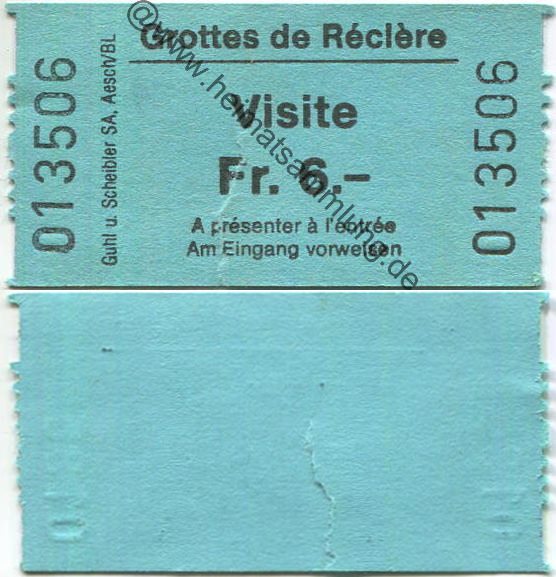 Grottes de Réclère
Visite
Fr. 6.-
A présenter à l'entrée
Am Eingang vorweisen
013506
Guhl u. Scheibler SA, Aesch/BL
013506
@www.heimatsammlung.de